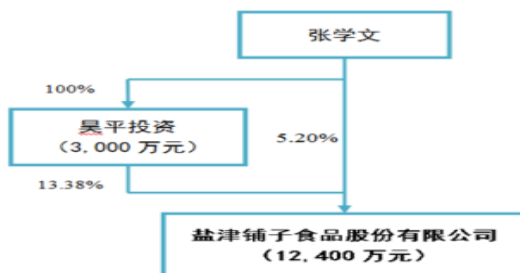 张学文
100%
昊平投资
（3,000 万元）
5.20%
13.38%
盐津铺子食品股份有限公司
（12,400 万元）